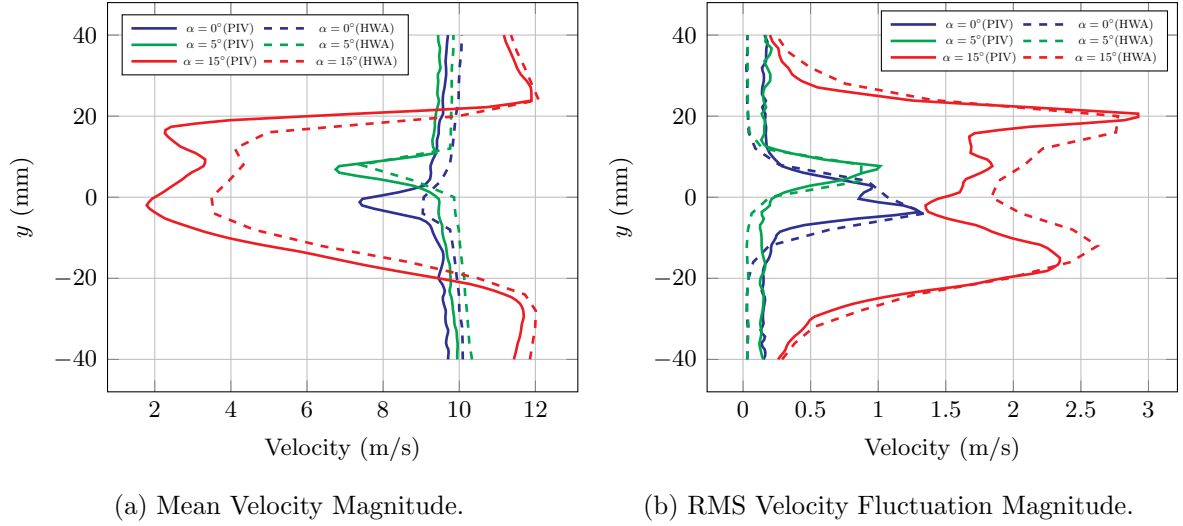 α = 0°(PIV) α = 0°(HWA)
α = 5°(PIV) α = 5°(HWA)
α = 15°(PIV) α = 15°(HWA)
40
20
0
−20
−40
y (mm)
2 4 6 8 10 12
Velocity (m/s)
(a) Mean Velocity Magnitude.
α = 0°(PIV) α = 0°(HWA)
α = 5°(PIV) α = 5°(HWA)
α = 15°(PIV) α = 15°(HWA)
40
20
0
−20
−40
y (mm)
0 0.5 1 1.5 2 2.5 3
Velocity (m/s)
(b) RMS Velocity Fluctuation Magnitude.